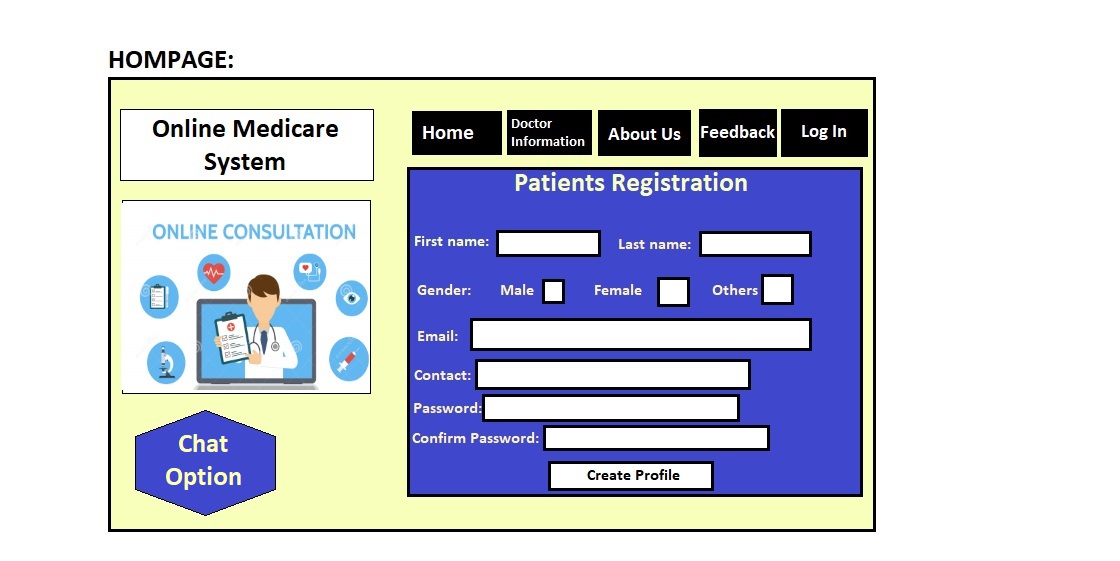 HOMPAGE:
Online Medicare
System
Home
Doctor
Information
About Us
Feedback
Log In
ONLINE CONSULTATION
Patients Registration
First name:
Last name:
Gender: Male Female Others
Email:
Contact:
Password:
Confirm Password:
Create Profile
Chat
Option